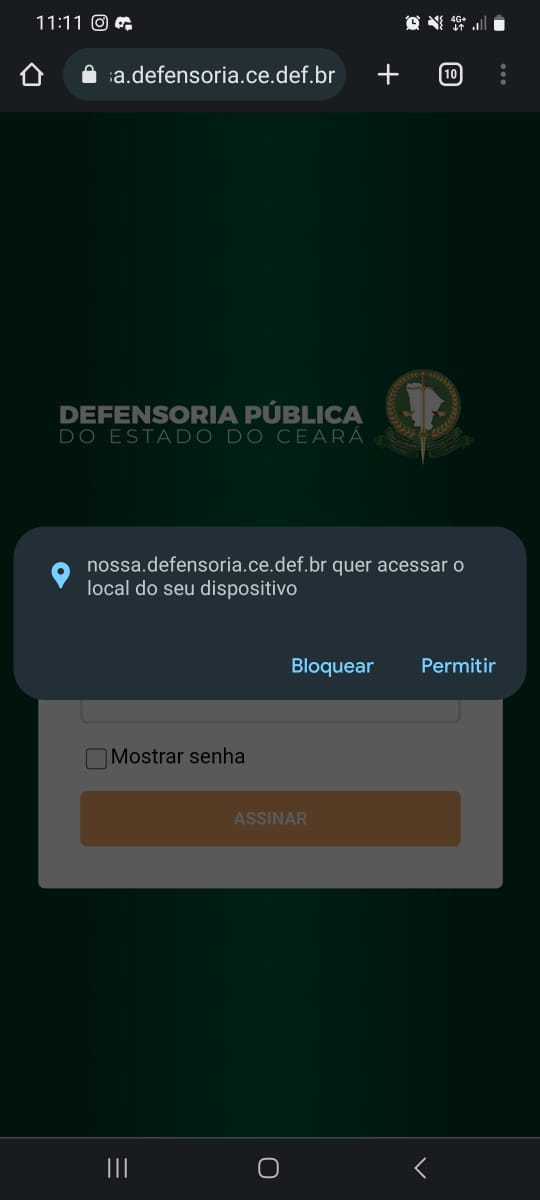 11:11
4G+
sa.defensoria.ce.def.br
10
DEFENSORIA PÚBLICA
DO ESTADO DO CEARÁ
nossa.defensoria.ce.def.br quer acessar o
local do seu dispositivo
Bloquear
Permitir
Mostrar senha
ASSINAR